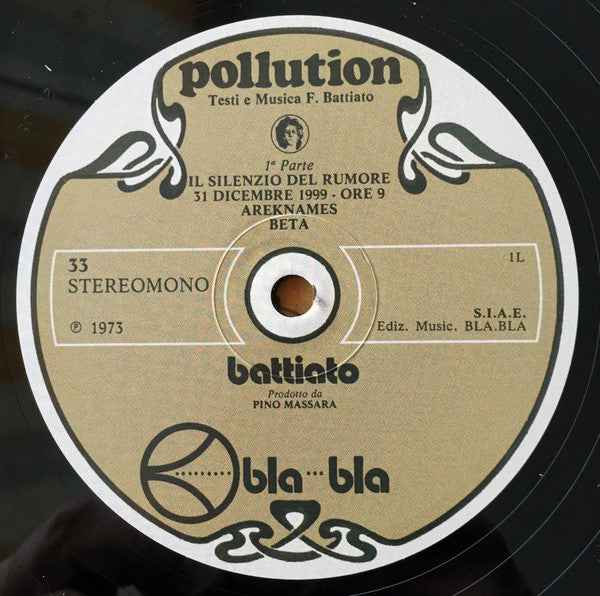 pollution
Testi e Musica F. Battiato
1ª Parte
IL SILENZIO DEL RUMORE
31 DICEMBRE 1999 - ORE 9
AREKNAMES
BETA
33
STEREOMONO
℗ 1973
1L
S.I.A.E.
Ediz. Music. BLA.BLA
battiato
Prodotto da
PINO MASSARA
bla···bla